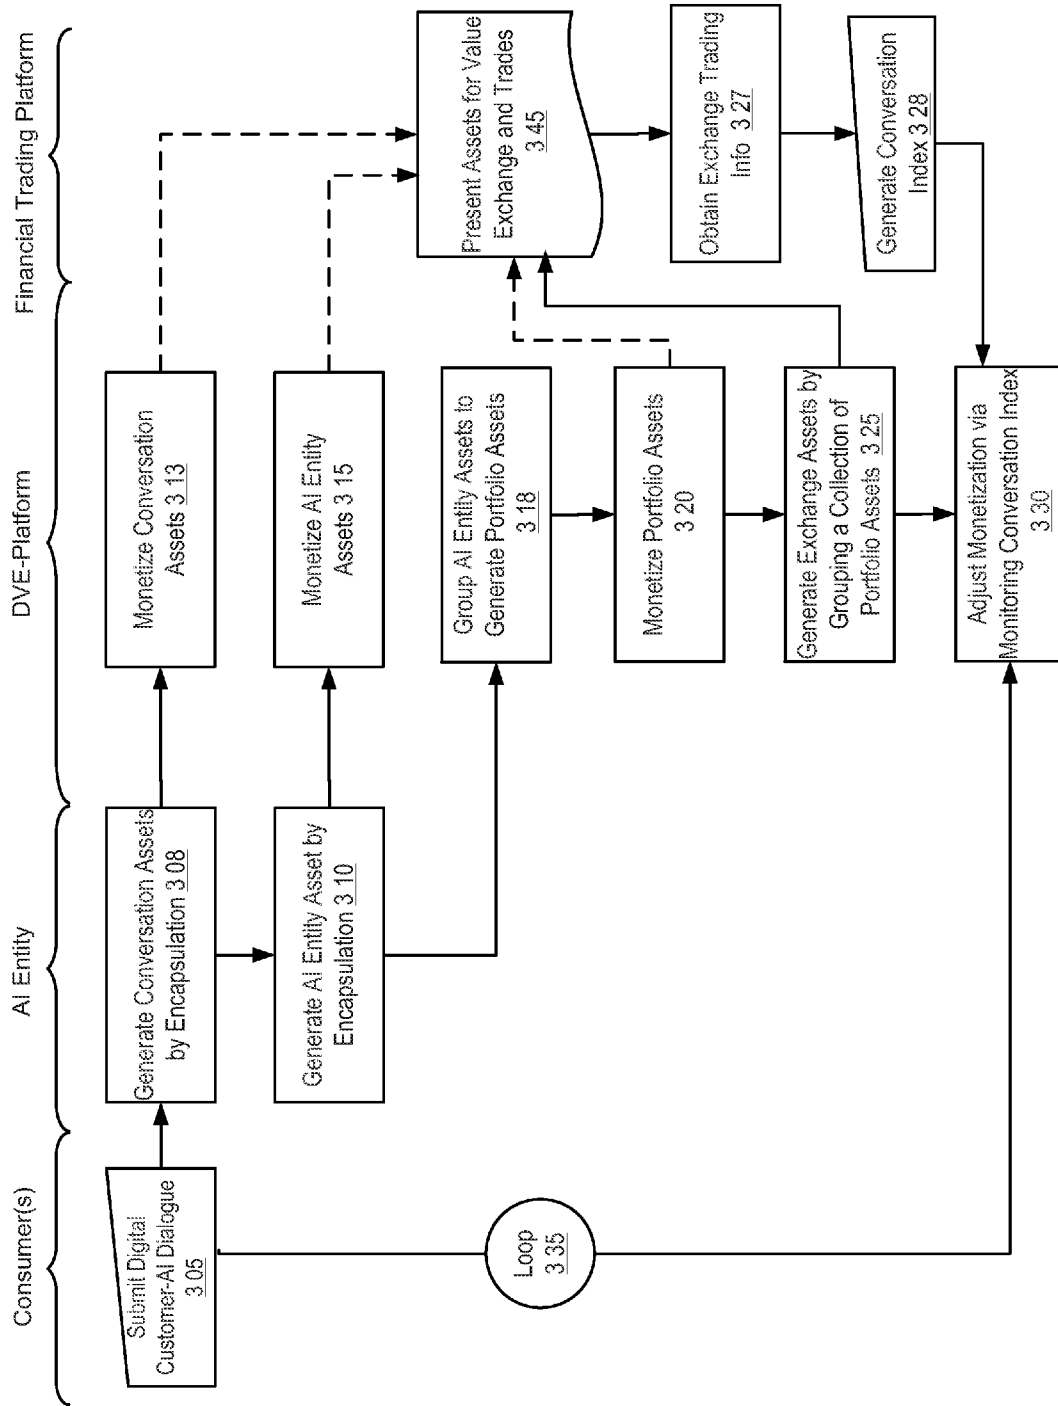 Consumer(s)
AI Entity
DVE-Platform
Financial Trading Platform
Submit Digital
Customer-AI Dialogue
3 05
Generate Conversation Assets
by Encapsulation 3 08
Monetize Conversation
Assets 3 13
Generate AI Entity Asset by
Encapsulation 3 10
Monetize AI Entity
Assets 3 15
Group AI Entity Assets to
Generate Portfolio Assets
3 18
Present Assets for Value
Exchange and Trades
3 45
Loop
3 35
Monetize Portfolio Assets
3 20
Obtain Exchange Trading
Info 3 27
Generate Exchange Assets by
Grouping a Collection of
Portfolio Assets 3 25
Generate Conversation
Index 3 28
Adjust Monetization via
Monitoring Conversation Index
3 30